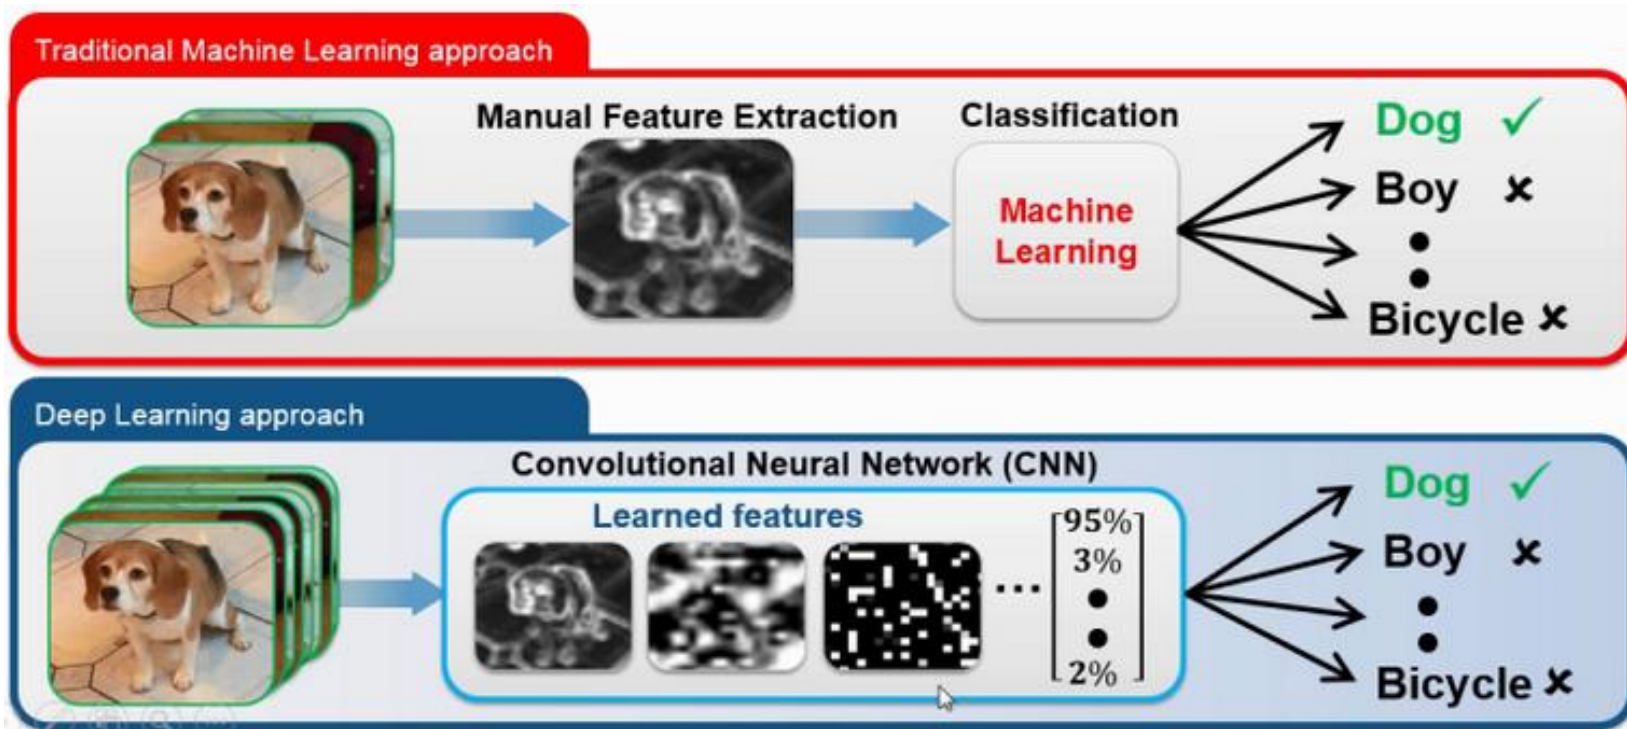 Traditional Machine Learning approach
Manual Feature Extraction
Classification
Machine
Learning
Dog ✓
Boy ✘
Bicycle ✘
Deep Learning approach
Convolutional Neural Network (CNN)
Learned features
...
95%
3%
2%
Dog ✓
Boy ✘
Bicycle ✘